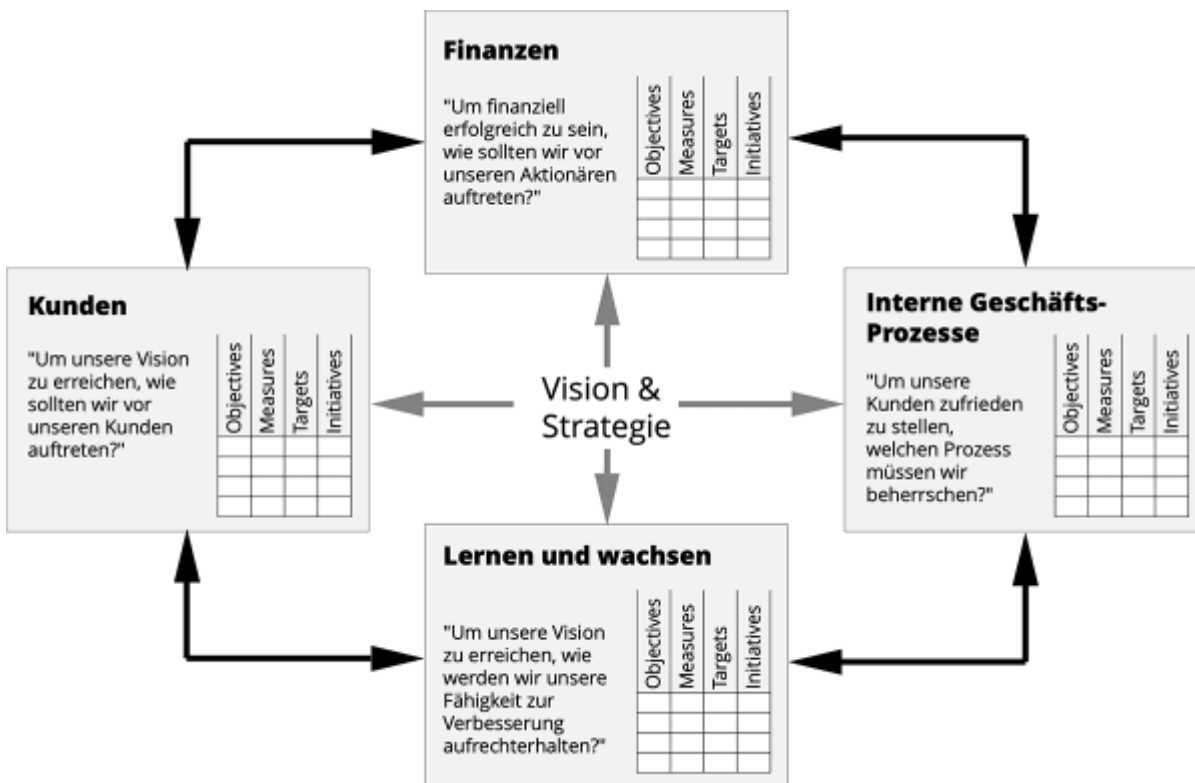 Finanzen
"Um finanziell
erfolgreich zu sein,
wie sollten wir vor
unseren Aktionären
auftreten?"
Objectives
Measures
Targets
Initiatives
Kunden
"Um unsere Vision
zu erreichen, wie
sollten wir vor
unseren Kunden
auftreten?"
Objectives
Measures
Targets
Initiatives
Vision &
Strategie
Interne Geschäfts-
Prozesse
"Um unsere
Kunden zufrieden
zu stellen,
welchen Prozess
müssen wir
beherrschen?"
Objectives
Measures
Targets
Initiatives
Lernen und wachsen
"Um unsere Vision
zu erreichen, wie
werden wir unsere
Fähigkeit zur
Verbesserung
aufrechterhalten?"
Objectives
Measures
Targets
Initiatives